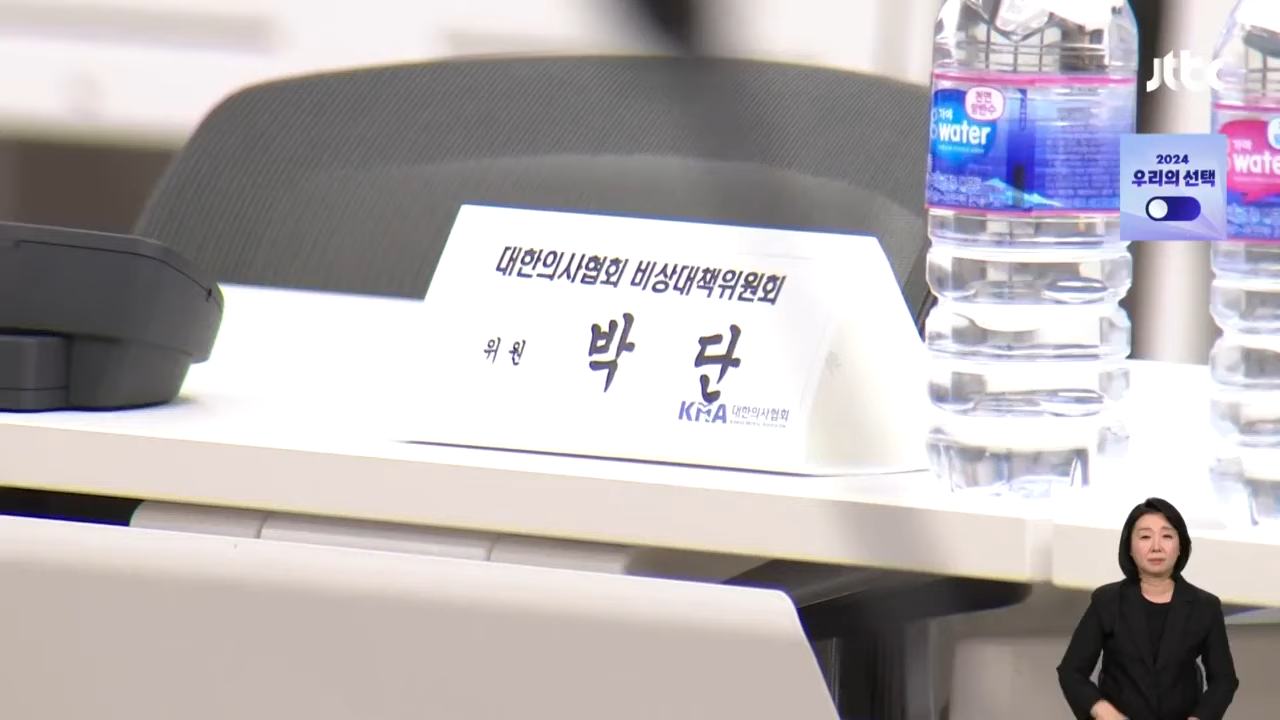 대한의사협회 비상대책위원회
위 원 박 단
KMA 대한의사협회
water
wate
jtbc
2024
우리의 선택